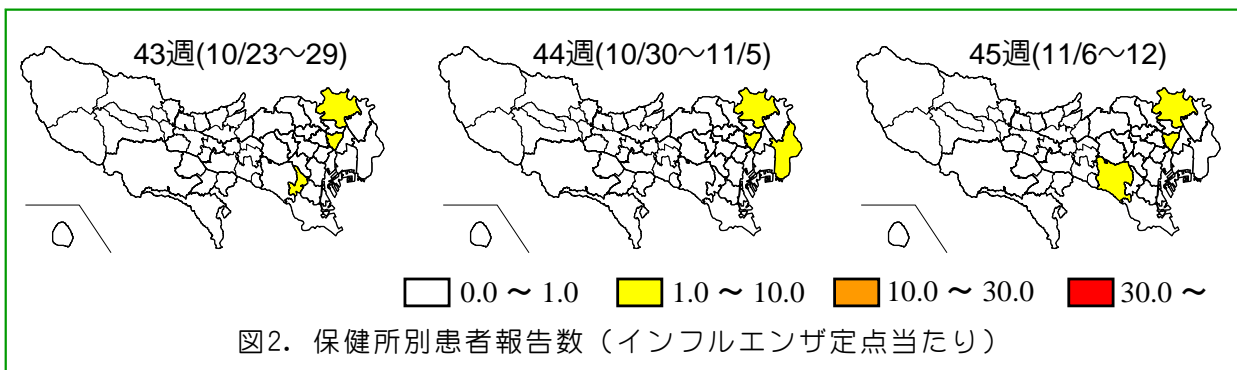 43週(10/23～29)
44週(10/30～11/5)
45週(11/6～12)
0.0 ～ 1.0
1.0 ～ 10.0
10.0 ～ 30.0
30.0 ～
図2. 保健所別患者報告数（インフルエンザ定点当たり）